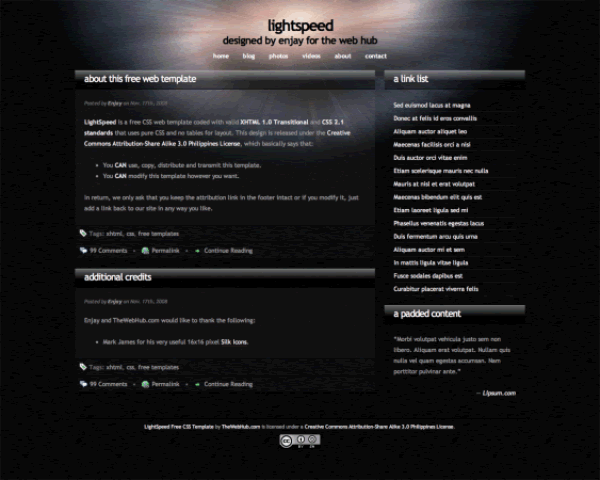 lightspeed
designed by enjay for the web hub
home blog photos videos about contact
about this free web template
Posted by Enjay on Nov. 17th, 2008
LightSpeed is a free CSS web template coded with valid XHTML 1.0 Transitional and CSS 2.1
standards that uses pure CSS and no tables for layout. This design is released under the Creative
Commons Attribution-Share Alike 3.0 Philippines License, which basically says that:
You CAN use, copy, distribute and transmit this template.
You CAN modify this template however you want.
In return, we only ask that you keep the attribution link in the footer intact or if you modify it, just
add a link back to our site in any way you like.
Tags: xhtml, css, free templates
99 Comments • Permalink • Continue Reading
additional credits
Posted by Enjay on Nov. 17th, 2008
Enjay and TheWebHub.com would like to thank the following:
Mark James for his very useful 16x16 pixel Silk Icons.
Tags: xhtml, css, free templates
99 Comments • Permalink • Continue Reading
a link list
Sed euismod lacus at magna
Donec at felis id eros convallis
Aliquam auctor aliquet leo
Maecenas facilisis orci a nisi
Duis auctor orci vitae enim
Etiam scelerisque mauris nec nulla
Mauris at nisl et erat volutpat
Maecenas bibendum elit quis est
Etiam laoreet ligula sed mi
Phasellus venenatis egestas lacus
Duis fermentum arcu quis urna
Aliquam auctor mi et sem
In mattis ligula vitae ligula
Fusce sodales dapibus est
Curabitur placerat viverra felis
a padded content
"Morbi volutpat vehicula justo sem non
libero. Aliquam erat volutpat. Nullam quis
nulla vel quam egestas accumsan. Nam
porttitor pulvinar ante."
— Lipsum.com
LightSpeed Free CSS Template by TheWebHub.com is licensed under a Creative Commons Attribution-Share Alike 3.0 Philippines License.